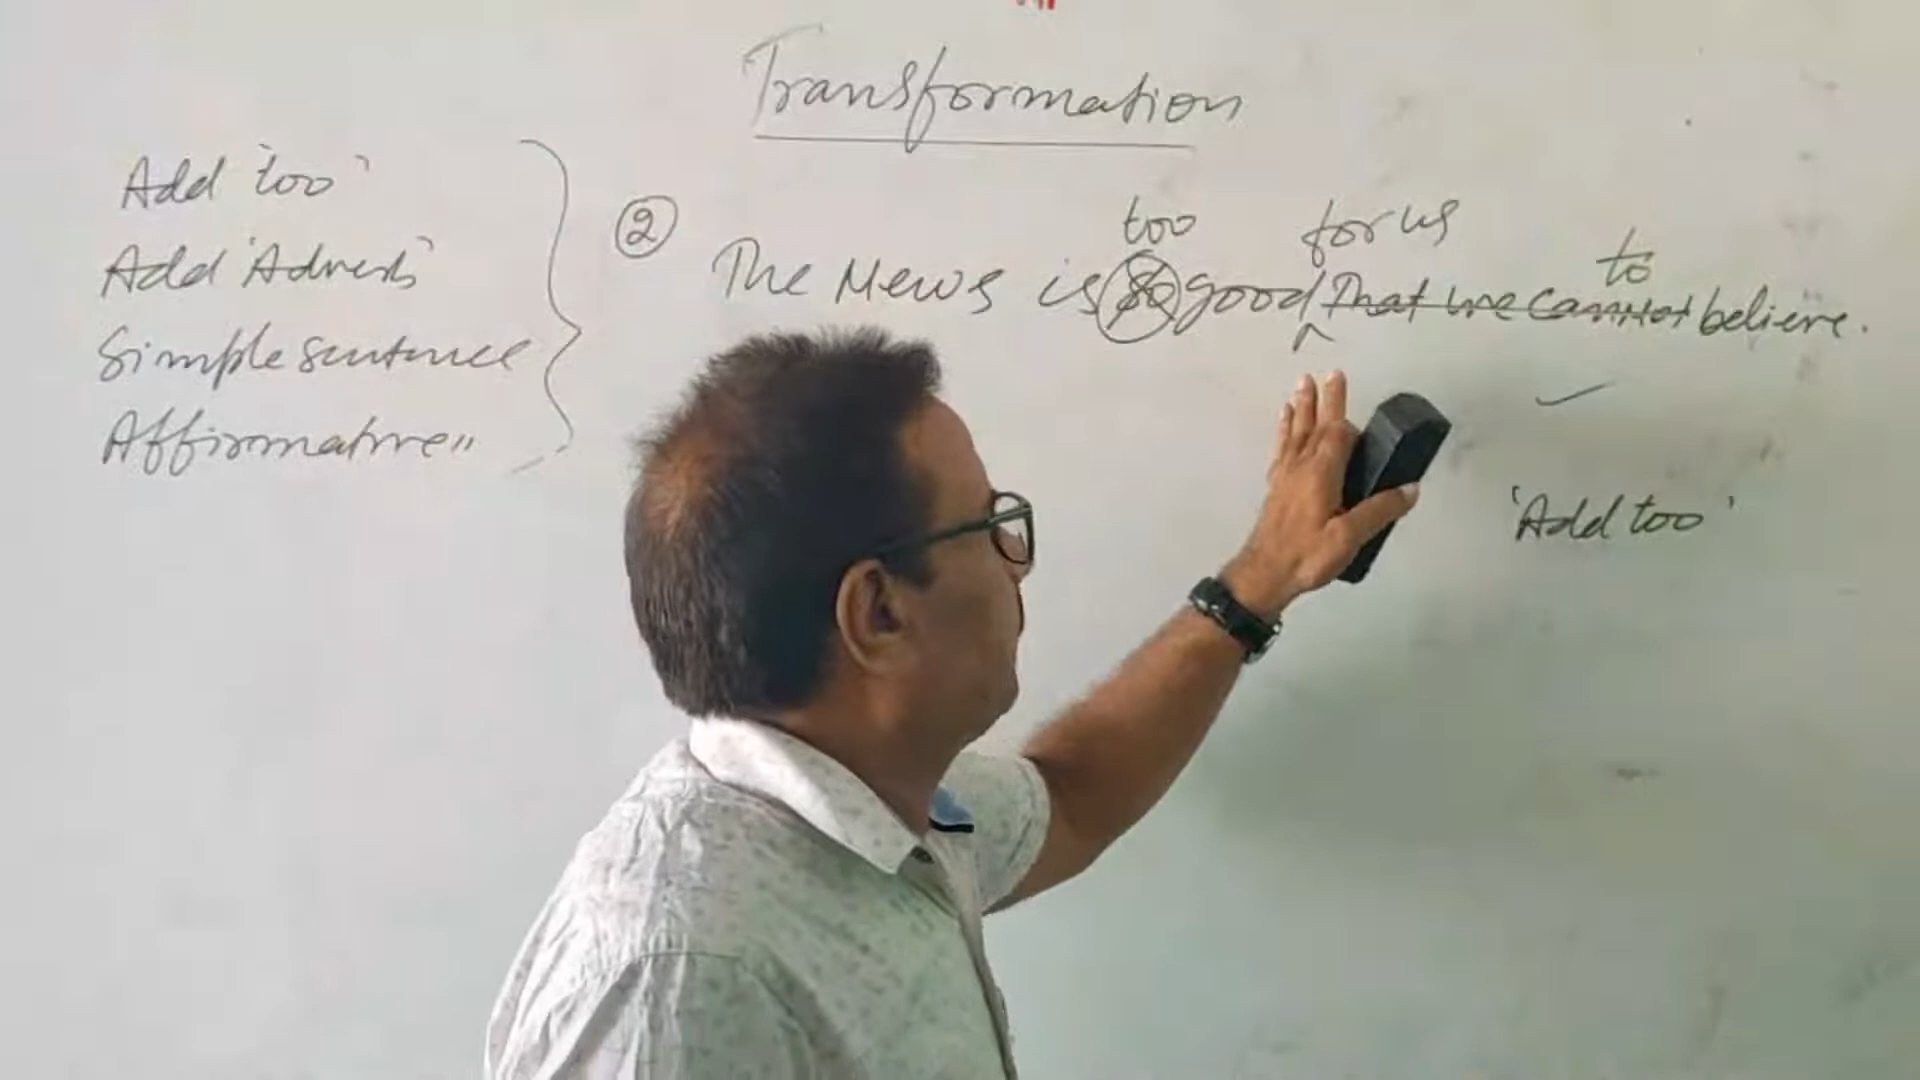 Transformation
Add 'too'
Add 'Adverb'
Simple sentence
Affirmative "
too for us to
② The News is so good that we cannot believe.
'Add too'